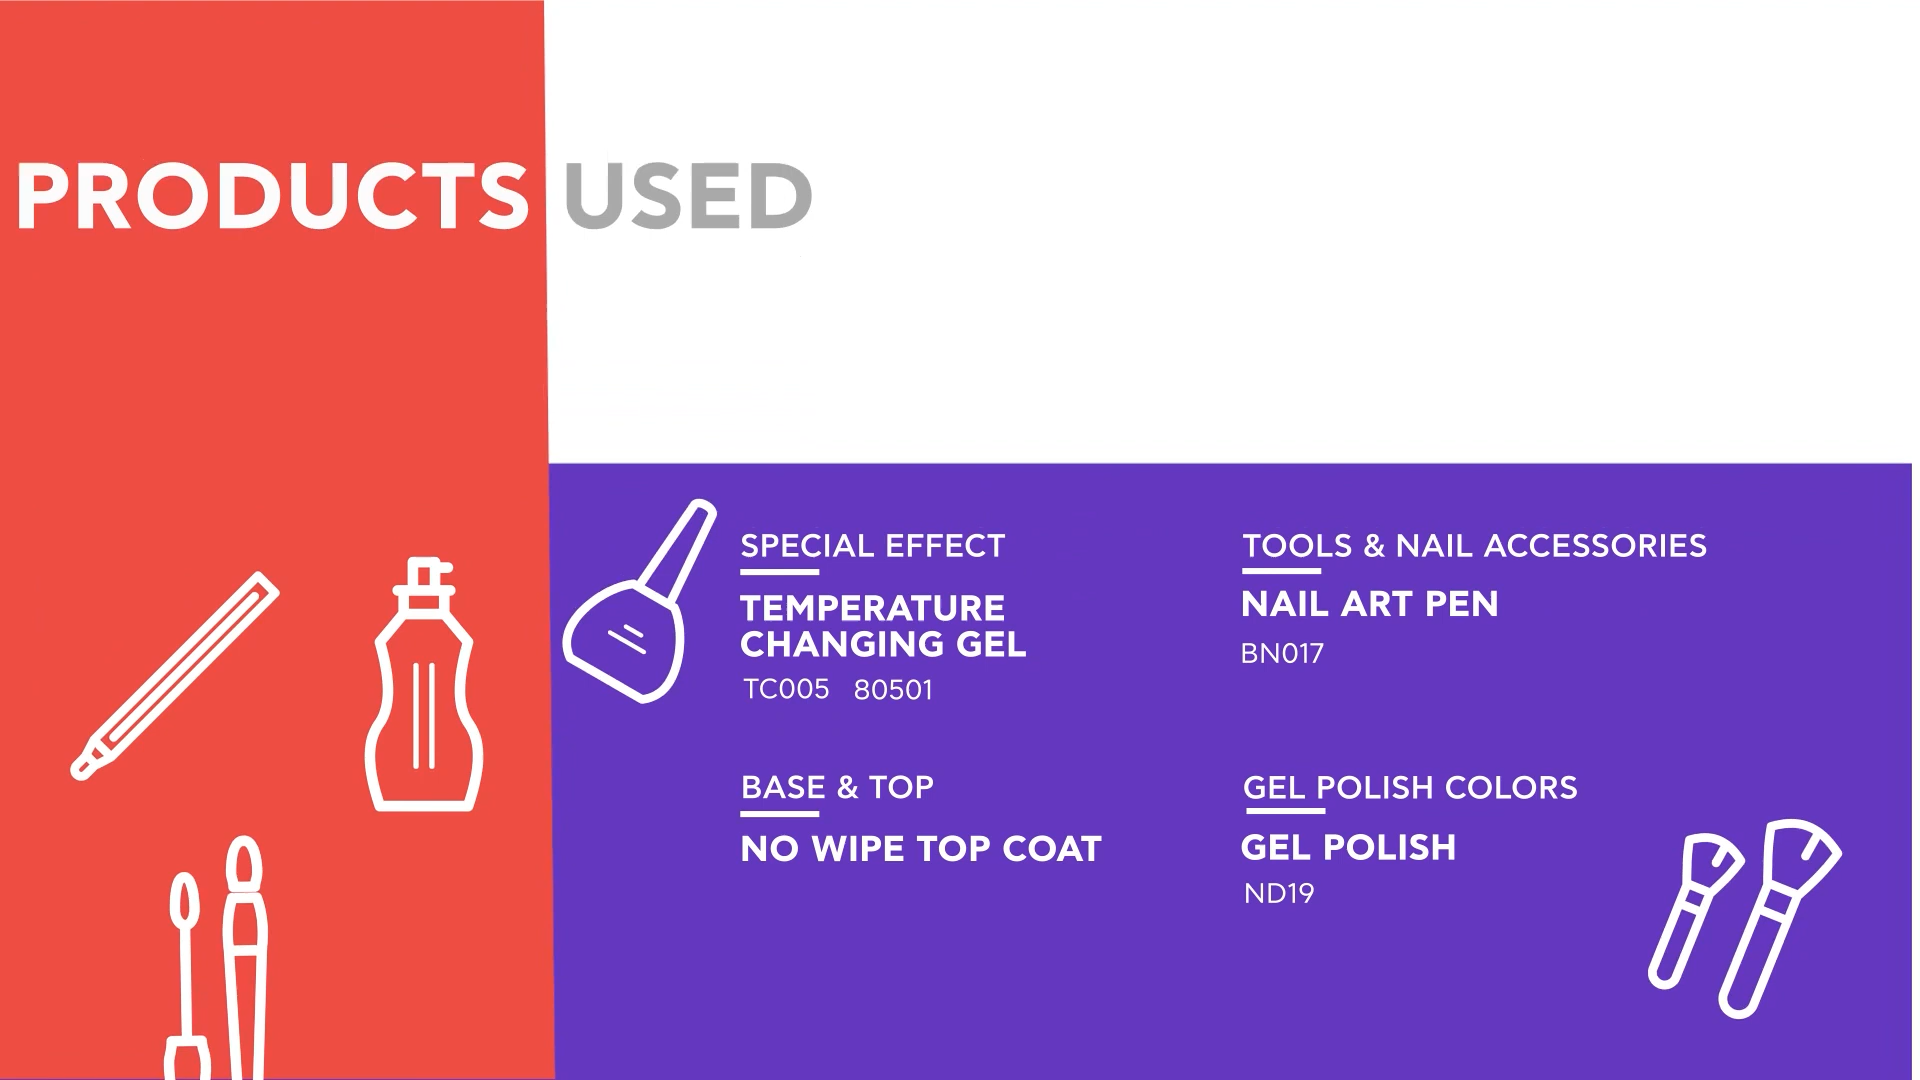 PRODUCTS USED
SPECIAL EFFECT
TEMPERATURE
CHANGING GEL
TC005 80501
TOOLS & NAIL ACCESSORIES
NAIL ART PEN
BN017
BASE & TOP
NO WIPE TOP COAT
GEL POLISH COLORS
GEL POLISH
ND19